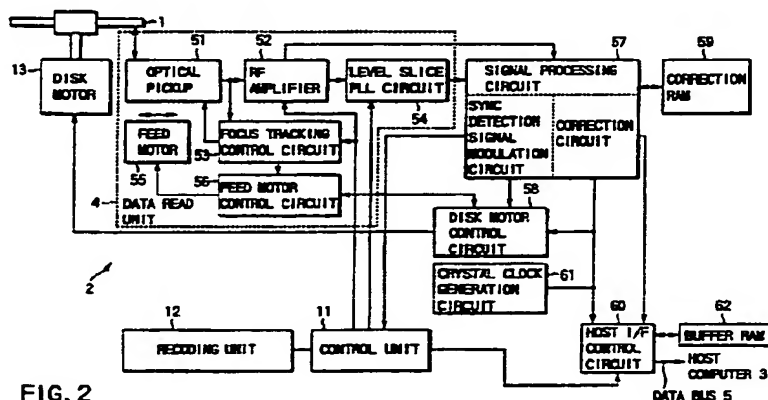 1
51
52
57
59
13
DISK
MOTOR
OPTICAL
PICKUP
RF
AMPLIFIER
LEVEL SLICE
PLL CIRCUIT
SIGNAL PROCESSING
CIRCUIT
CORRECTION
RAM
54
SYNC
DETECTION
SIGNAL
MODULATION
CIRCUIT
CORRECTION
CIRCUIT
FEED
MOTOR
53
FOCUS TRACKING
CONTROL CIRCUIT
55
56
FEED MOTOR
CONTROL CIRCUIT
4
DATA READ
UNIT
58
DISK MOTOR
CONTROL
CIRCUIT
2
CRYSTAL CLOCK
GENERATION
CIRCUIT
61
12
11
60
62
RECODING UNIT
CONTROL UNIT
HOST I/F
CONTROL
CIRCUIT
BUFFER RAM
HOST
COMPUTER 3
DATA BUS 5
FIG. 2